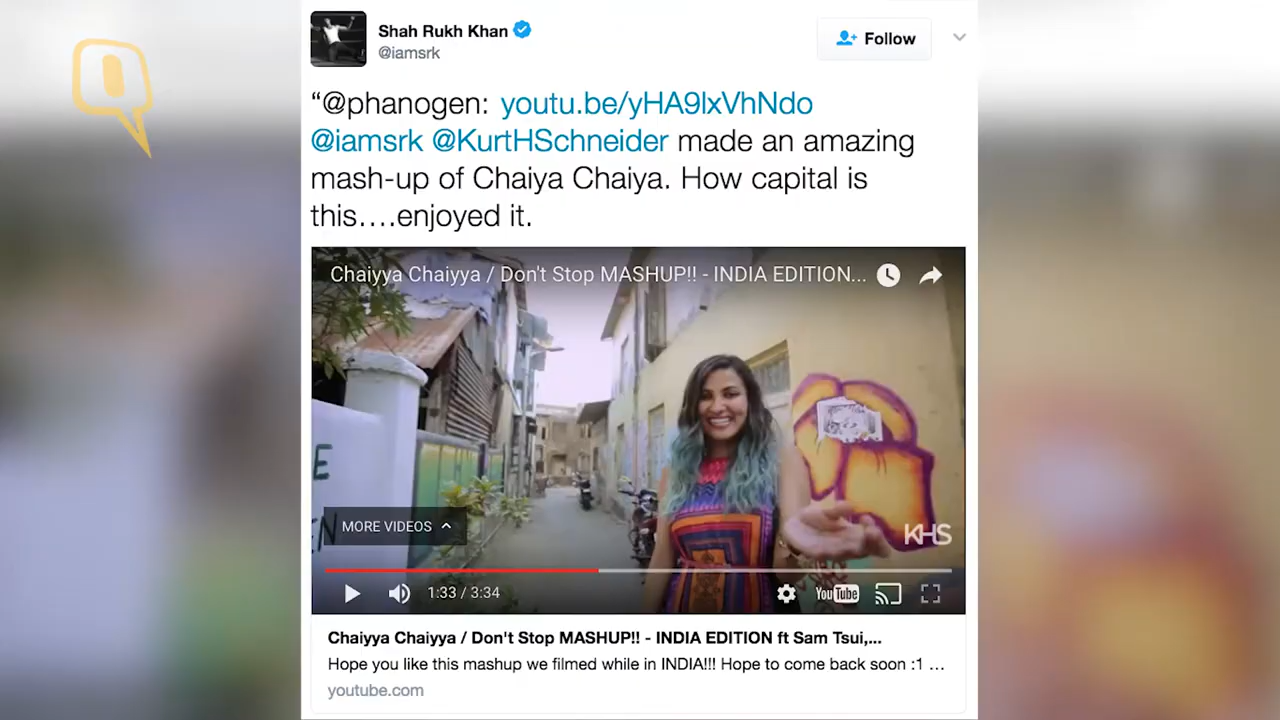 Shah Rukh Khan
@iamsrk
Follow
“@phanogen: youtu.be/yHA9lxVhNdo
@iamsrk @KurtHSchneider made an amazing
mash-up of Chaiya Chaiya. How capital is
this....enjoyed it.
Chaiyya Chaiyya / Don't Stop MASHUP!! - INDIA EDITION...
E
EN
MORE VIDEOS
KHS
1:33 / 3:34
YouTube
Chaiyya Chaiyya / Don't Stop MASHUP!! - INDIA EDITION ft Sam Tsui,...
Hope you like this mashup we filmed while in INDIA!!! Hope to come back soon :1 ...
youtube.com